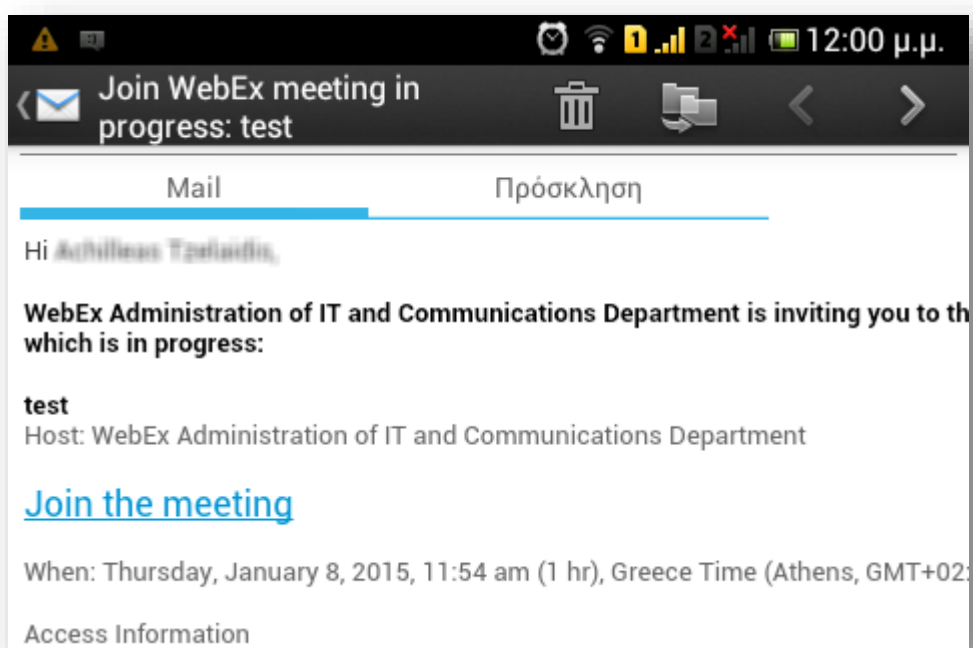 1 2 12:00 μ.μ.
Join WebEx meeting in
progress: test
Mail Πρόσκληση
Hi
WebEx Administration of IT and Communications Department is inviting you to th
which is in progress:
test
Host: WebEx Administration of IT and Communications Department
Join the meeting
When: Thursday, January 8, 2015, 11:54 am (1 hr), Greece Time (Athens, GMT+02:
Access Information